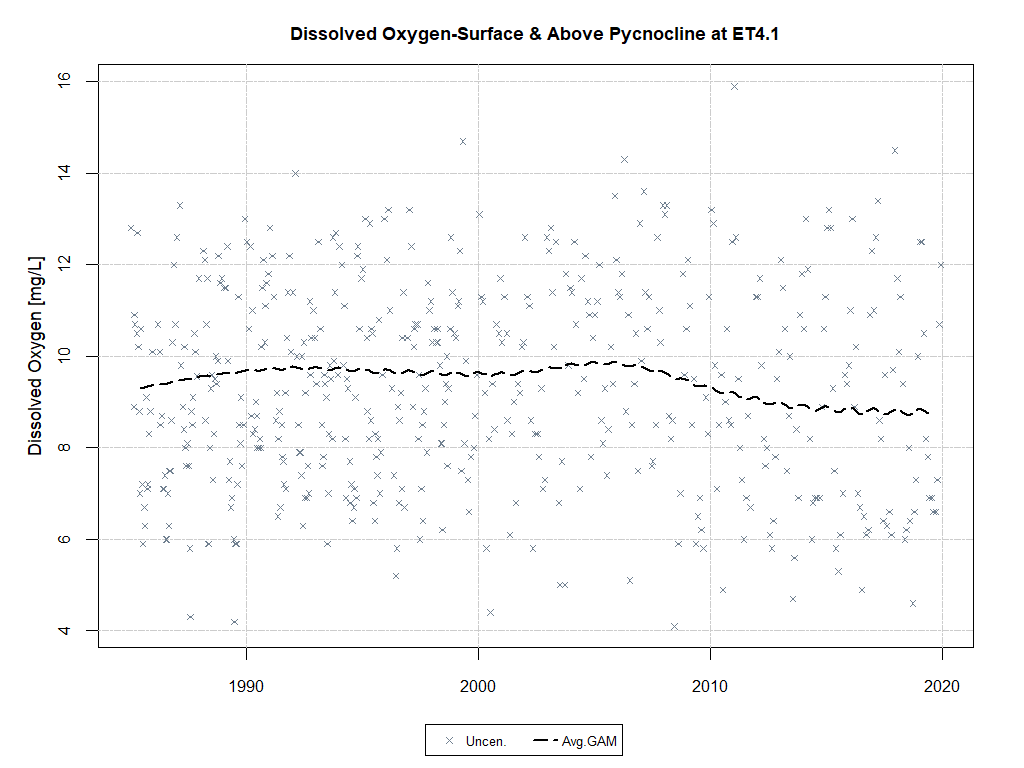 Dissolved Oxygen-Surface & Above Pycnocline at ET4.1
Dissolved Oxygen [mg/L]
16
14
12
10
8
6
4
1990 2000 2010 2020
Uncen. Avg.GAM